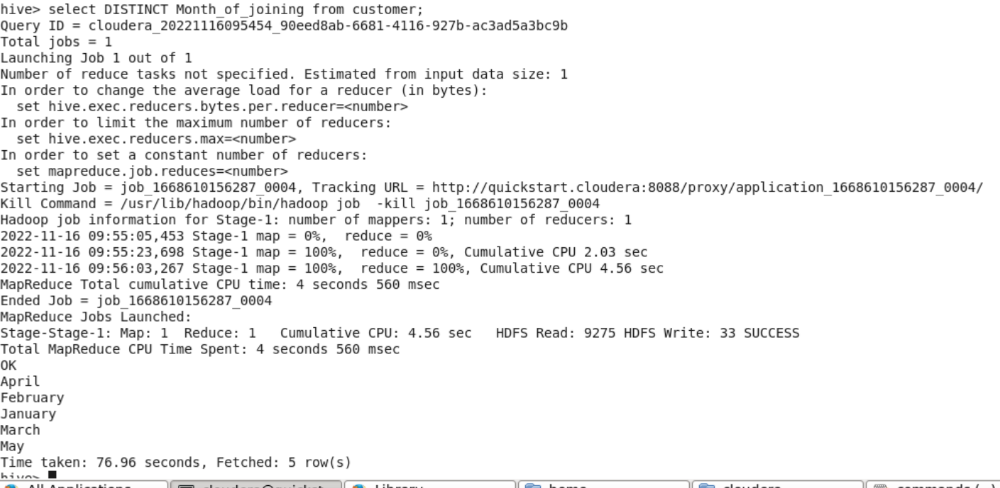 hive> select DISTINCT Month_of_joining from customer;
Query ID = cloudera_20221116095454_90eed8ab-6681-4116-927b-ac3ad5a3bc9b
Total jobs = 1
Launching Job 1 out of 1
Number of reduce tasks not specified. Estimated from input data size: 1
In order to change the average load for a reducer (in bytes):
  set hive.exec.reducers.bytes.per.reducer=<number>
In order to limit the maximum number of reducers:
  set hive.exec.reducers.max=<number>
In order to set a constant number of reducers:
  set mapreduce.job.reduces=<number>
Starting Job = job_1668610156287_0004, Tracking URL = http://quickstart.cloudera:8088/proxy/application_1668610156287_0004/
Kill Command = /usr/lib/hadoop/bin/hadoop job  -kill job_1668610156287_0004
Hadoop job information for Stage-1: number of mappers: 1; number of reducers: 1
2022-11-16 09:55:05,453 Stage-1 map = 0%,  reduce = 0%
2022-11-16 09:55:23,698 Stage-1 map = 100%,  reduce = 0%, Cumulative CPU 2.03 sec
2022-11-16 09:56:03,267 Stage-1 map = 100%,  reduce = 100%, Cumulative CPU 4.56 sec
MapReduce Total cumulative CPU time: 4 seconds 560 msec
Ended Job = job_1668610156287_0004
MapReduce Jobs Launched:
Stage-Stage-1: Map: 1  Reduce: 1   Cumulative CPU: 4.56 sec   HDFS Read: 9275 HDFS Write: 33 SUCCESS
Total MapReduce CPU Time Spent: 4 seconds 560 msec
OK
April
February
January
March
May
Time taken: 76.96 seconds, Fetched: 5 row(s)
hive>